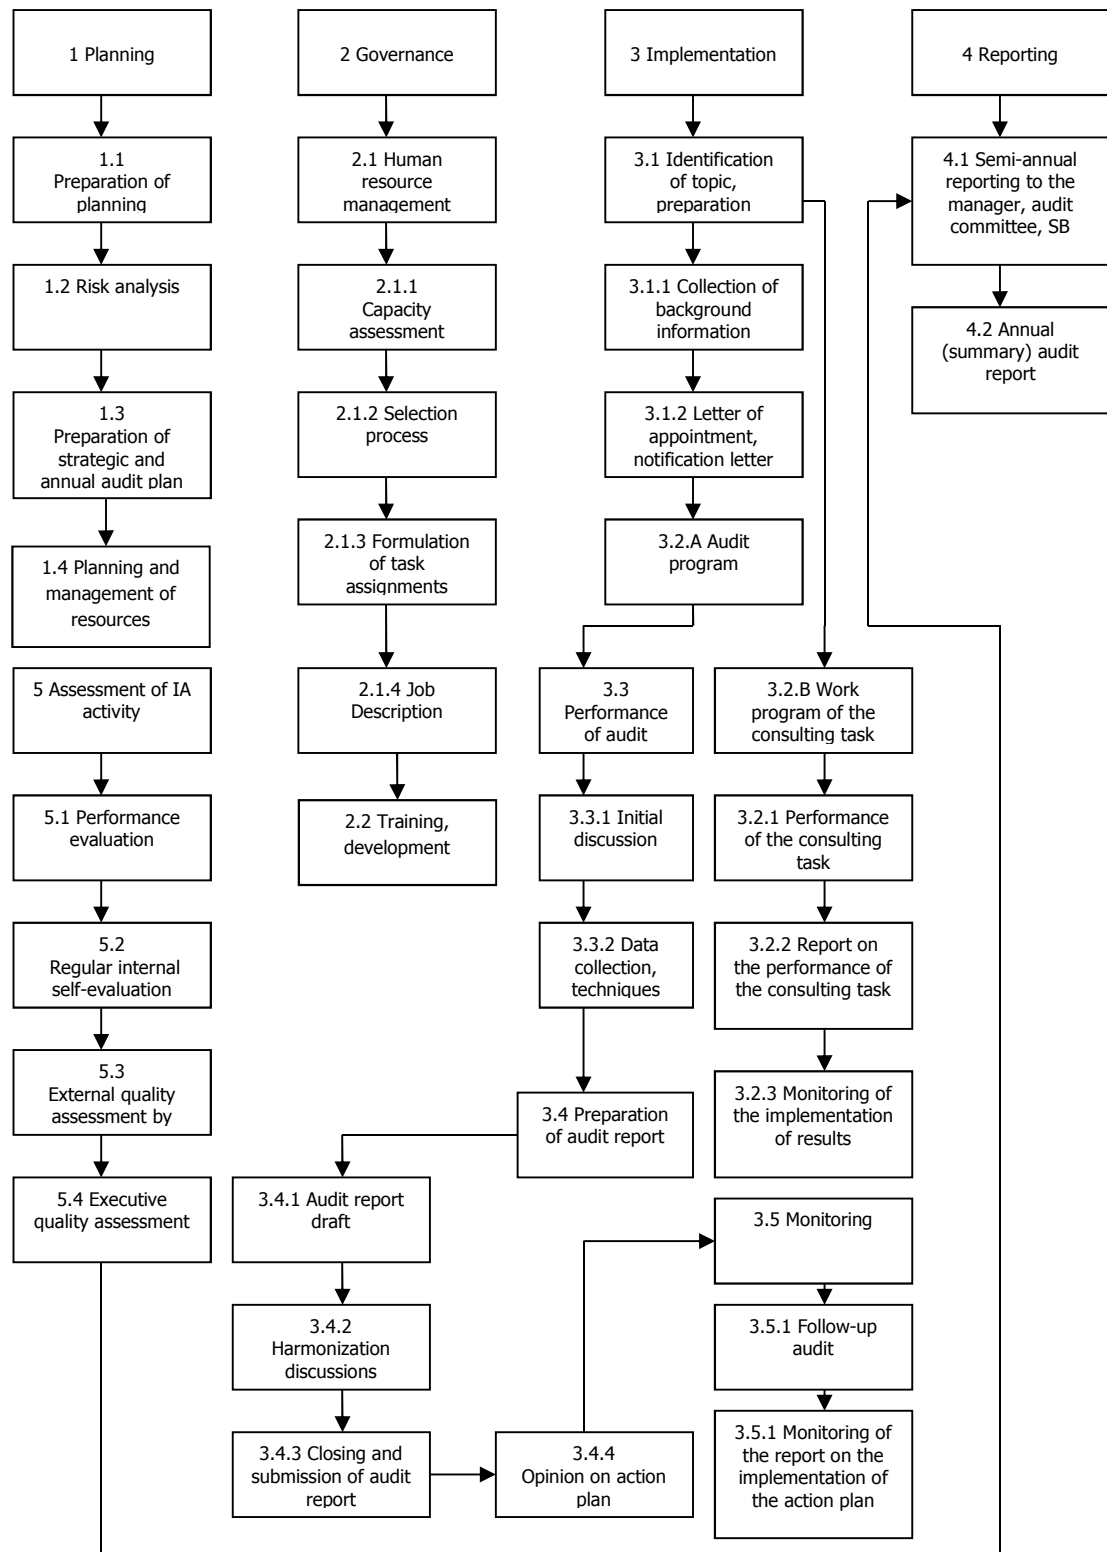 1 Planning
1.1
Preparation of
planning
1.2 Risk analysis
1.3
Preparation of
strategic and
annual audit plan
1.4 Planning and
management of
resources
5 Assessment of IA
activity
5.1 Performance
evaluation
5.2
Regular internal
self-evaluation
5.3
External quality
assessment by
5.4 Executive
quality assessment
2 Governance
2.1 Human
resource
management
2.1.1
Capacity
assessment
2.1.2 Selection
process
2.1.3 Formulation
of task
assignments
2.1.4 Job
Description
2.2 Training,
development
3 Implementation
3.1 Identification
of topic,
preparation
3.1.1 Collection of
background
information
3.1.2 Letter of
appointment,
notification letter
3.2.A Audit
program
3.3
Performance
of audit
3.3.1 Initial
discussion
3.3.2 Data
collection,
techniques
3.4 Preparation
of audit report
3.4.1 Audit report
draft
3.4.2
Harmonization
discussions
3.4.3 Closing and
submission of audit
report
3.4.4
Opinion on action
plan
3.2.B Work
program of the
consulting task
3.2.1 Performance
of the consulting
task
3.2.2 Report on
the performance of
the consulting task
3.2.3 Monitoring of
the implementation
of results
3.5 Monitoring
3.5.1 Follow-up
audit
3.5.1 Monitoring of
the report on the
implementation of
the action plan
4 Reporting
4.1 Semi-annual
reporting to the
manager, audit
committee, SB
4.2 Annual
(summary) audit
report